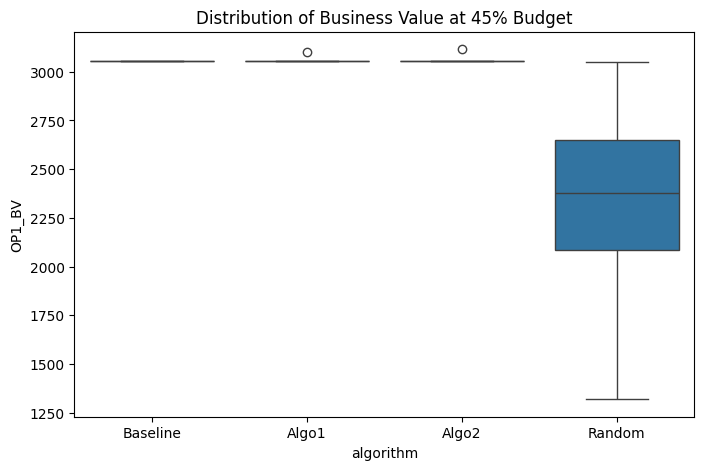 Distribution of Business Value at 45% Budget
OP1_BV
3000
2750
2500
2250
2000
1750
1500
1250
Baseline
Algo1
Algo2
Random
algorithm